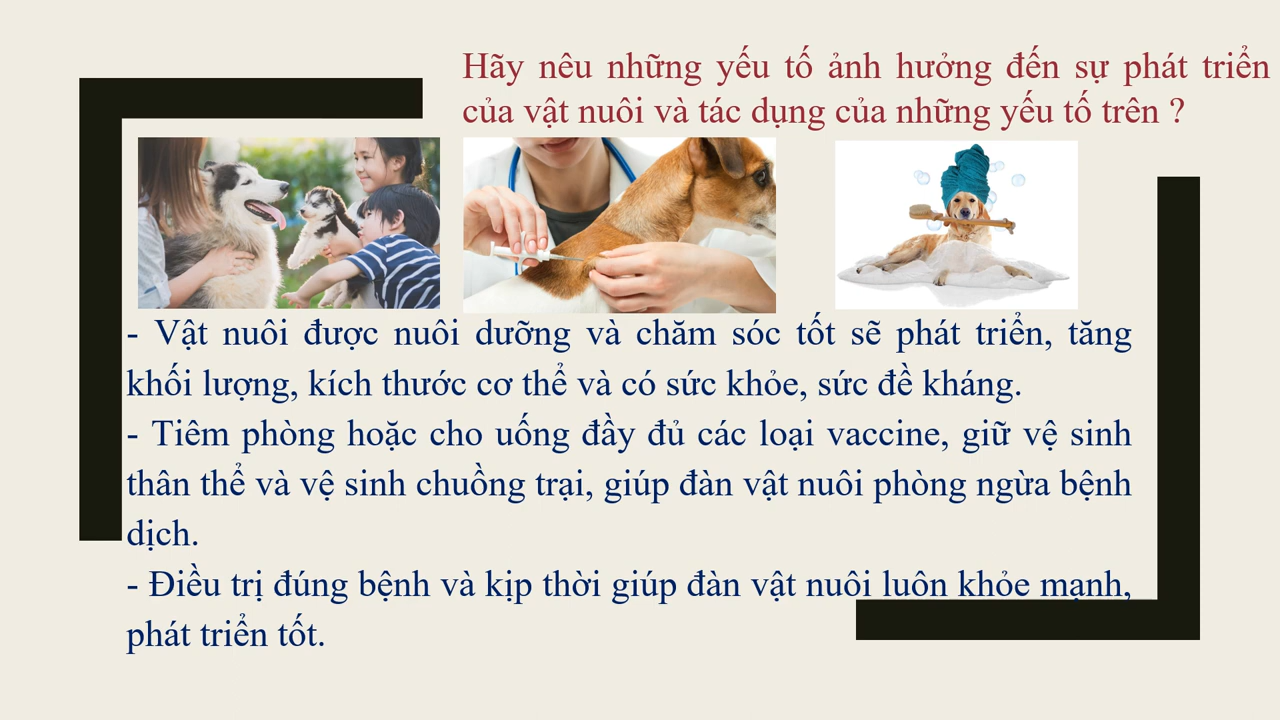 Hãy nêu những yếu tố ảnh hưởng đến sự phát triển
của vật nuôi và tác dụng của những yếu tố trên ?
- Vật nuôi được nuôi dưỡng và chăm sóc tốt sẽ phát triển, tăng
khối lượng, kích thước cơ thể và có sức khỏe, sức đề kháng.
- Tiêm phòng hoặc cho uống đầy đủ các loại vaccine, giữ vệ sinh
thân thể và vệ sinh chuồng trại, giúp đàn vật nuôi phòng ngừa bệnh
dịch.
- Điều trị đúng bệnh và kịp thời giúp đàn vật nuôi luôn khỏe mạnh,
phát triển tốt.